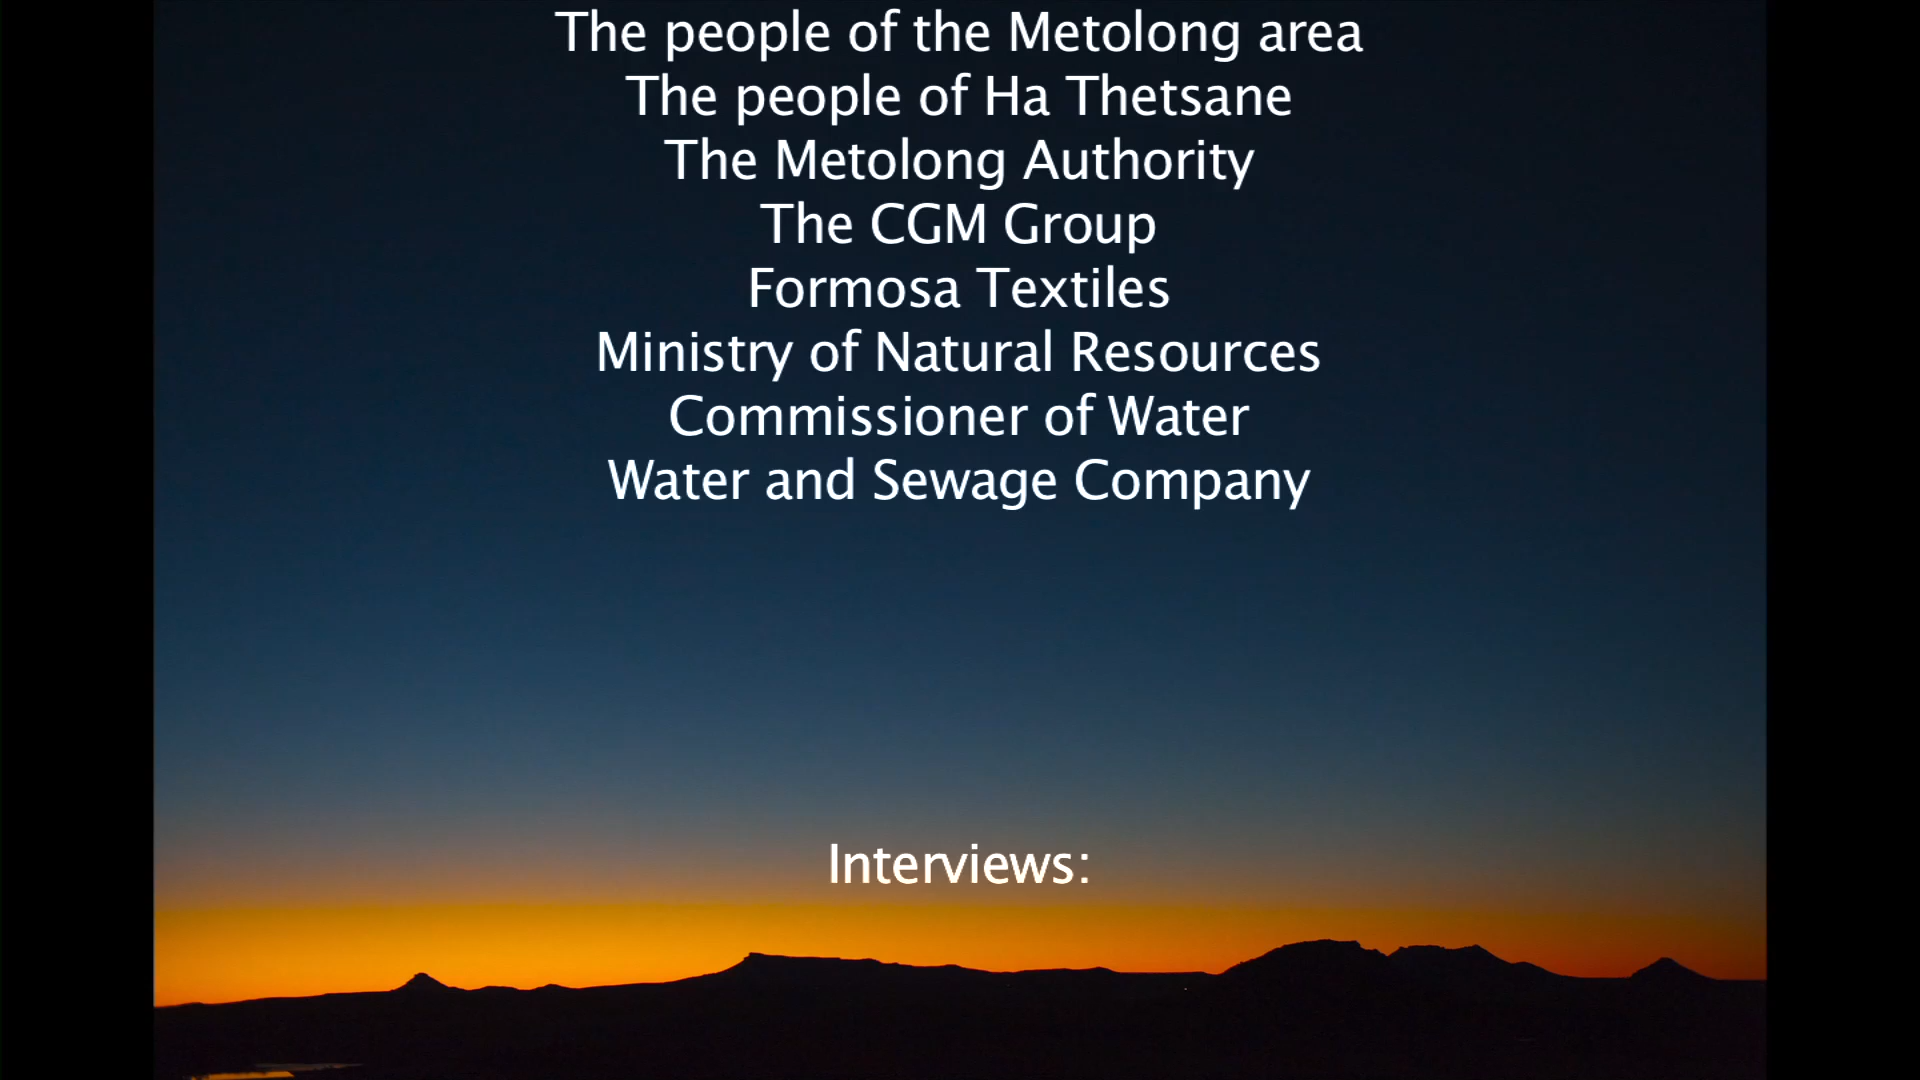 The people of the Metolong area
The people of Ha Thetsane
The Metolong Authority
The CGM Group
Formosa Textiles
Ministry of Natural Resources
Commissioner of Water
Water and Sewage Company
Interviews: